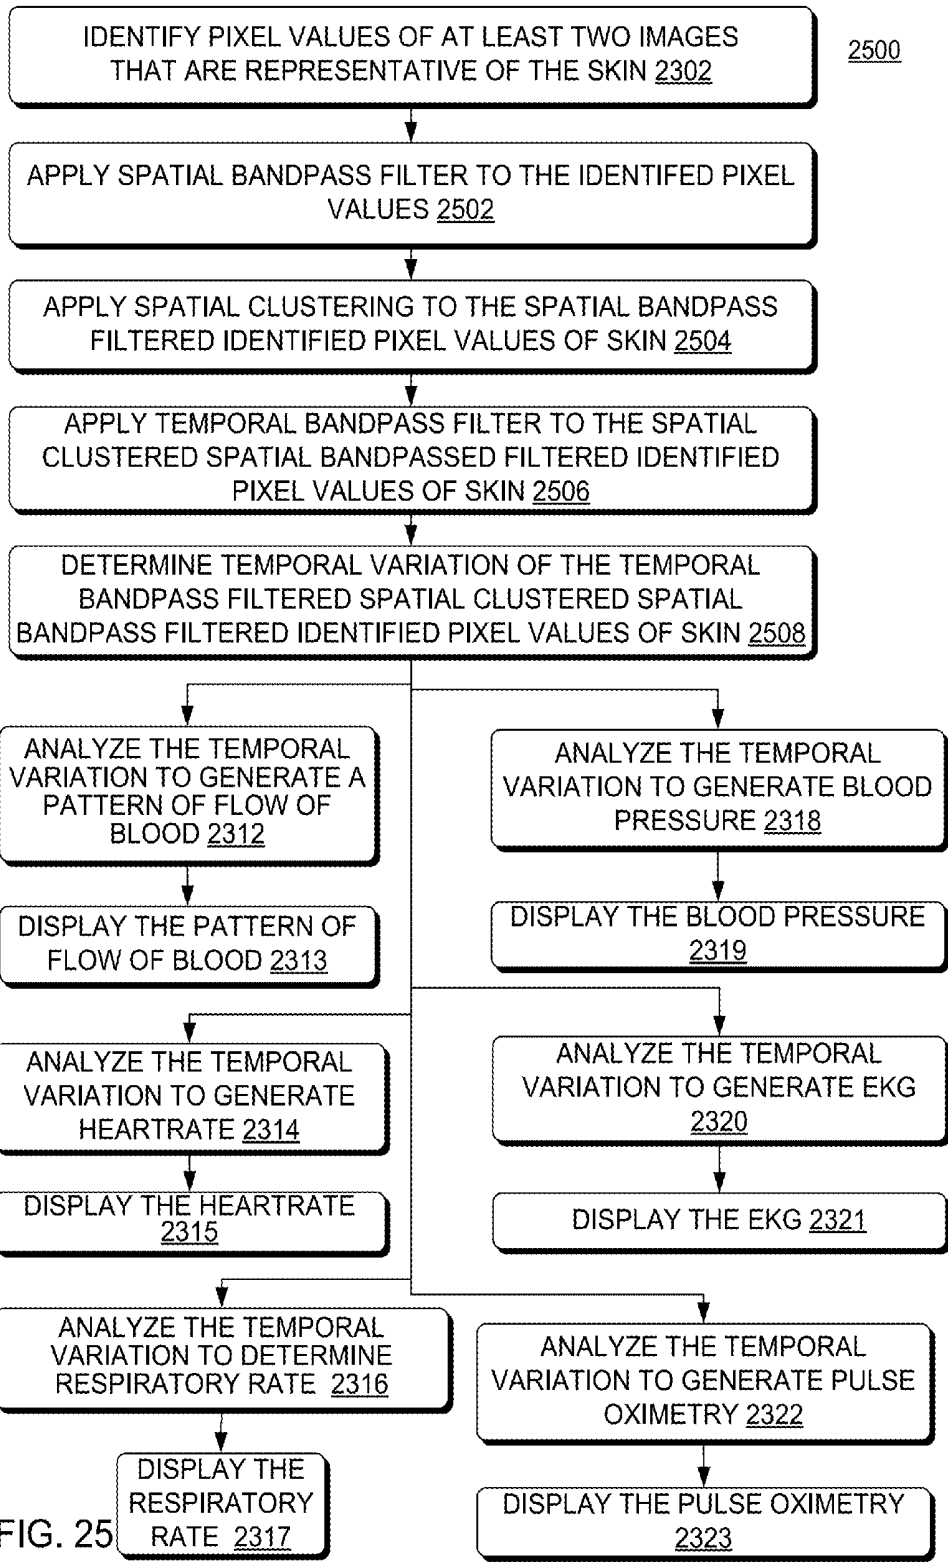 IDENTIFY PIXEL VALUES OF AT LEAST TWO IMAGES
THAT ARE REPRESENTATIVE OF THE SKIN 2302
2500
APPLY SPATIAL BANDPASS FILTER TO THE IDENTIFED PIXEL
VALUES 2502
APPLY SPATIAL CLUSTERING TO THE SPATIAL BANDPASS
FILTERED IDENTIFIED PIXEL VALUES OF SKIN 2504
APPLY TEMPORAL BANDPASS FILTER TO THE SPATIAL
CLUSTERED SPATIAL BANDPASSED FILTERED IDENTIFIED
PIXEL VALUES OF SKIN 2506
DETERMINE TEMPORAL VARIATION OF THE TEMPORAL
BANDPASS FILTERED SPATIAL CLUSTERED SPATIAL
BANDPASS FILTERED IDENTIFIED PIXEL VALUES OF SKIN 2508
ANALYZE THE TEMPORAL
VARIATION TO GENERATE A
PATTERN OF FLOW OF
BLOOD 2312
ANALYZE THE TEMPORAL
VARIATION TO GENERATE BLOOD
PRESSURE 2318
DISPLAY THE PATTERN OF
FLOW OF BLOOD 2313
DISPLAY THE BLOOD PRESSURE
2319
ANALYZE THE TEMPORAL
VARIATION TO GENERATE
HEARTRATE 2314
ANALYZE THE TEMPORAL
VARIATION TO GENERATE EKG
2320
DISPLAY THE HEARTRATE
2315
DISPLAY THE EKG 2321
ANALYZE THE TEMPORAL
VARIATION TO DETERMINE
RESPIRATORY RATE 2316
ANALYZE THE TEMPORAL
VARIATION TO GENERATE PULSE
OXIMETRY 2322
DISPLAY THE
RESPIRATORY
RATE 2317
DISPLAY THE PULSE OXIMETRY
2323
FIG. 25